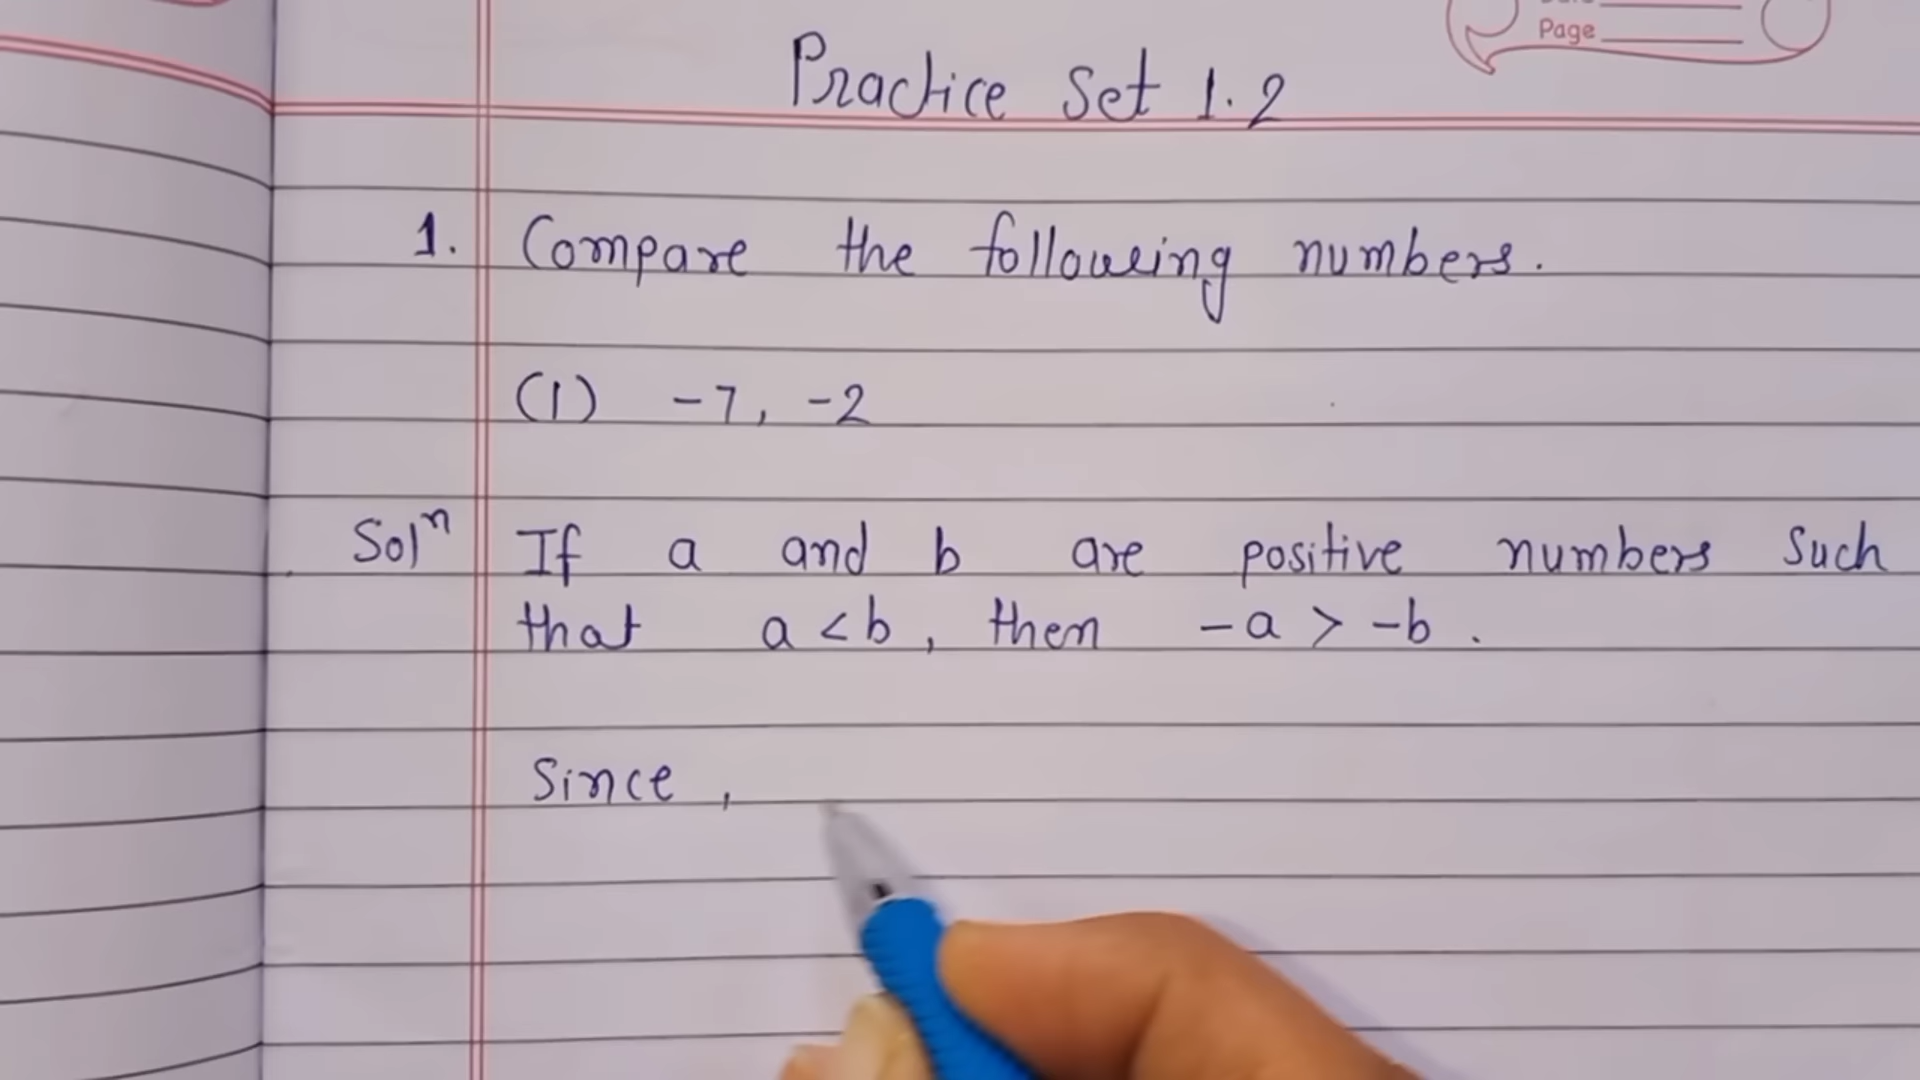 Page
Practice Set 1.2
1. Compare the following numbers.
(1) -7, -2
Solⁿ If a and b are positive numbers such
that a < b, then -a > -b.
Since,